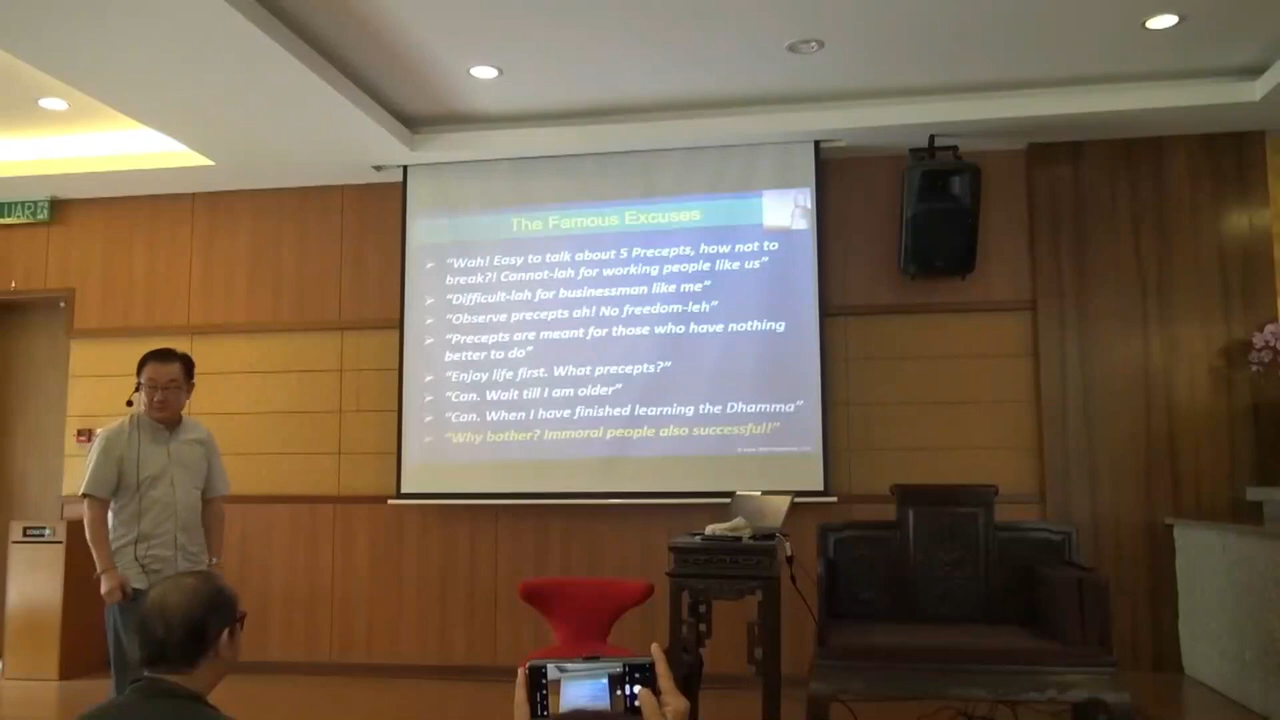 The Famous Excuses
"Wah! Easy to talk about 5 Precepts, how not to
break?! Cannot-lah for working people like us"
"Difficult-lah for businessman like me"
"Observe precepts ah! No freedom-leh"
"Precepts are meant for those who have nothing
better to do"
"Enjoy life first. What precepts?"
"Can. Wait till I am older"
"Can. When I have finished learning the Dhamma"
"Why bother? Immoral people also successful!"
UAR
DONATION